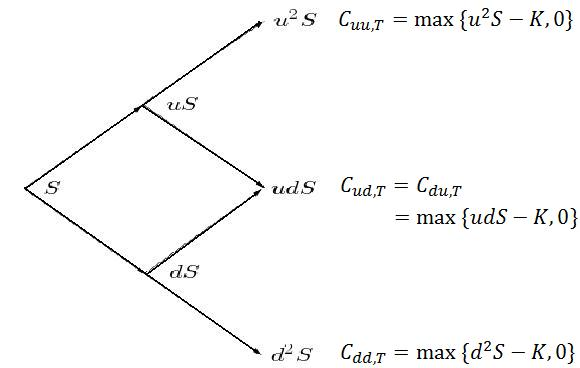 u²S C_{uu,T} = max {u²S − K, 0}
uS
S
udS C_{ud,T} = C_{du,T}
= max {udS − K, 0}
dS
d²S C_{dd,T} = max {d²S − K, 0}